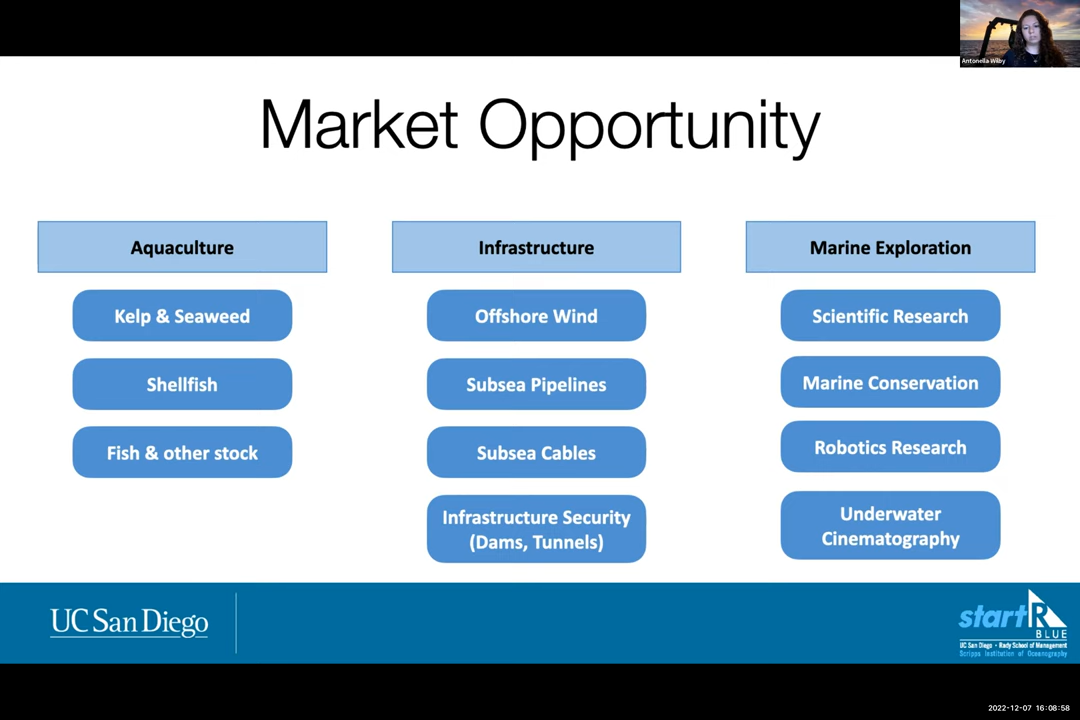 Antonella Wilby
Market Opportunity
Aquaculture
Kelp & Seaweed
Shellfish
Fish & other stock
Infrastructure
Offshore Wind
Subsea Pipelines
Subsea Cables
Infrastructure Security
(Dams, Tunnels)
Marine Exploration
Scientific Research
Marine Conservation
Robotics Research
Underwater
Cinematography
UC San Diego
startR
BLUE
UC San Diego • Rady School of Management
Scripps Institution of Oceanography
2022-12-07 16:08:58